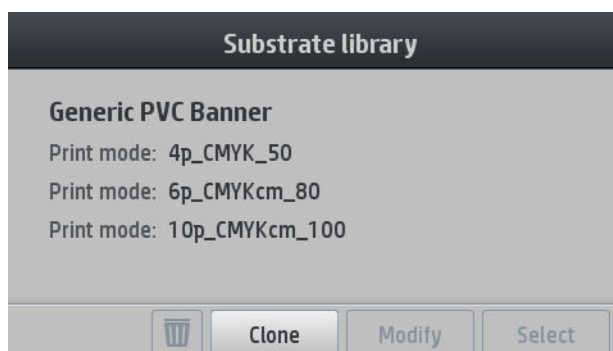 Substrate library
Generic PVC Banner
Print mode: 4p_CMYK_50
Print mode: 6p_CMYKcm_80
Print mode: 10p_CMYKcm_100
Clone Modify Select